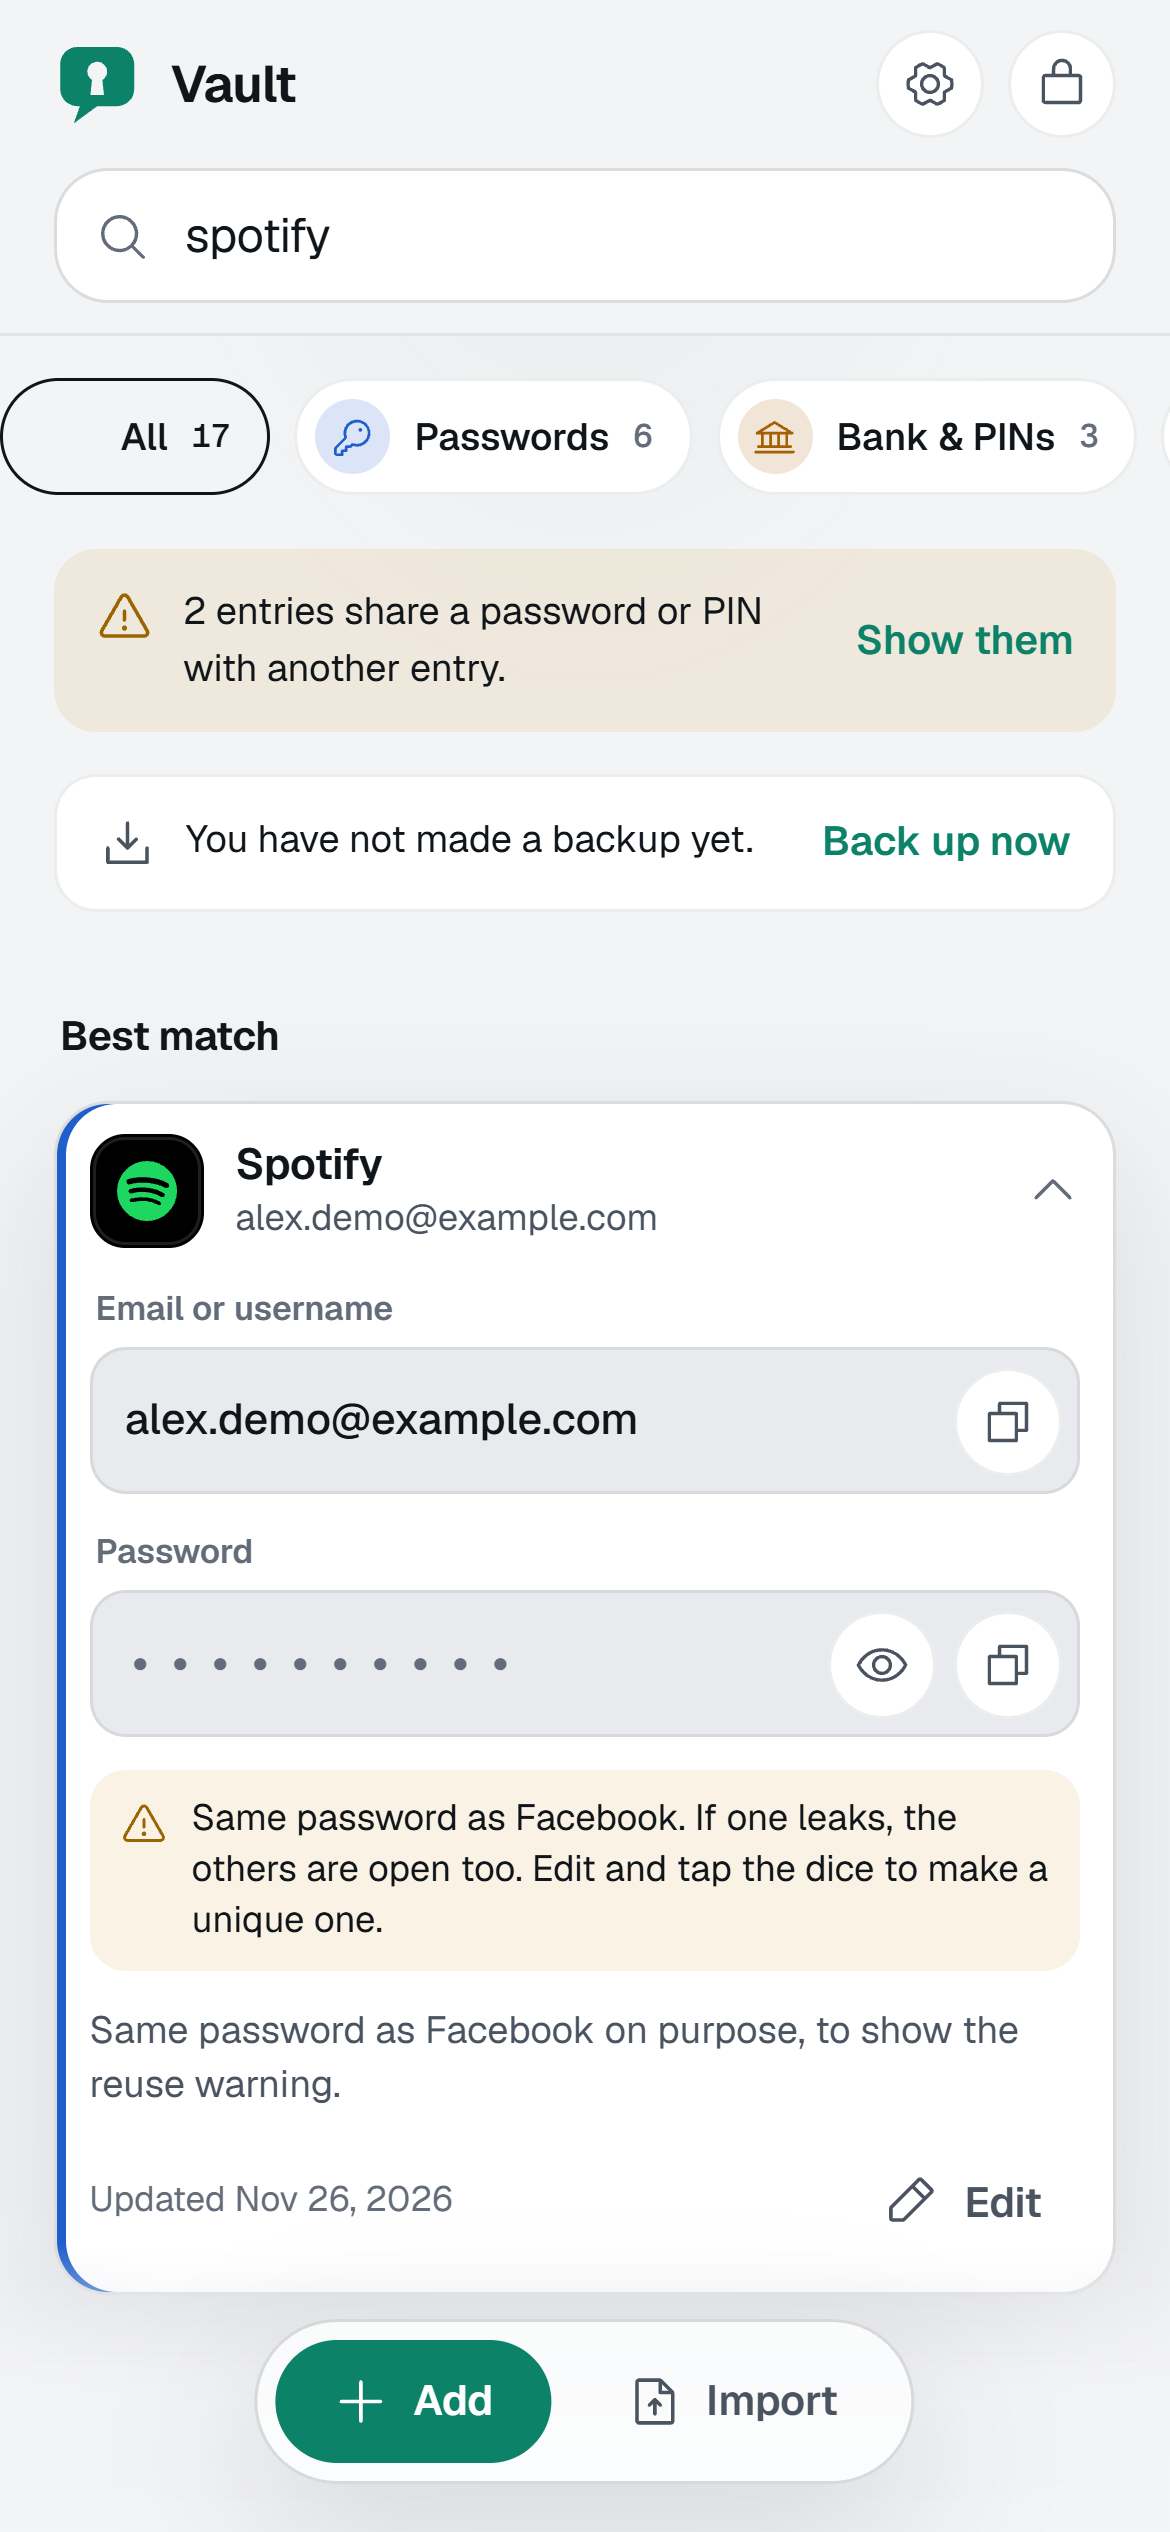 Vault
spotify
All 17
Passwords 6
Bank & PINs 3
2 entries share a password or PIN
with another entry.
Show them
You have not made a backup yet.
Back up now
Best match
Spotify
alex.demo@example.com
Email or username
alex.demo@example.com
Password
••••••••••
Same password as Facebook. If one leaks, the
others are open too. Edit and tap the dice to make a
unique one.
Same password as Facebook on purpose, to show the
reuse warning.
Updated Nov 26, 2026
Edit
Add
Import